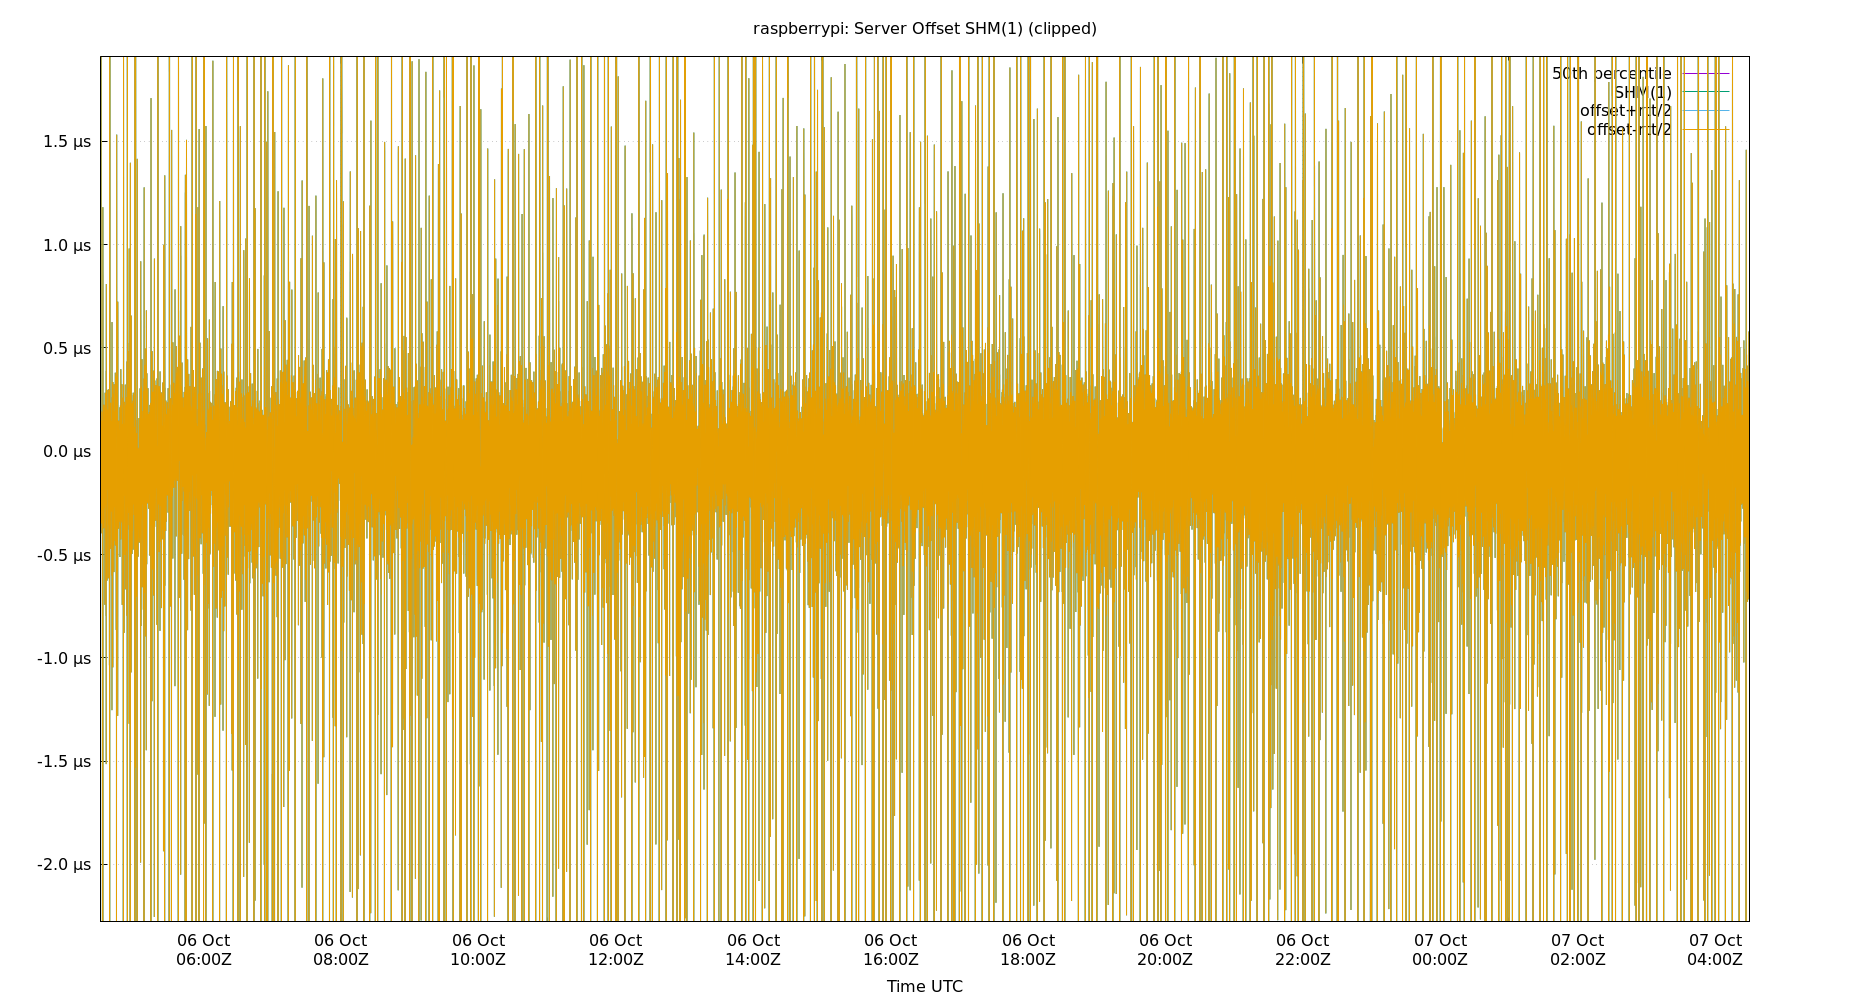 raspberrypi: Server Offset SHM(1) (clipped)
50th percentile
SHM(1)
offset+rtt/2
offset-rtt/2
1.5 µs
1.0 µs
0.5 µs
0.0 µs
-0.5 µs
-1.0 µs
-1.5 µs
-2.0 µs
06 Oct 06 Oct 06 Oct 06 Oct 06 Oct 06 Oct 06 Oct 06 Oct 06 Oct 07 Oct 07 Oct 07 Oct
06:00Z 08:00Z 10:00Z 12:00Z 14:00Z 16:00Z 18:00Z 20:00Z 22:00Z 00:00Z 02:00Z 04:00Z
Time UTC